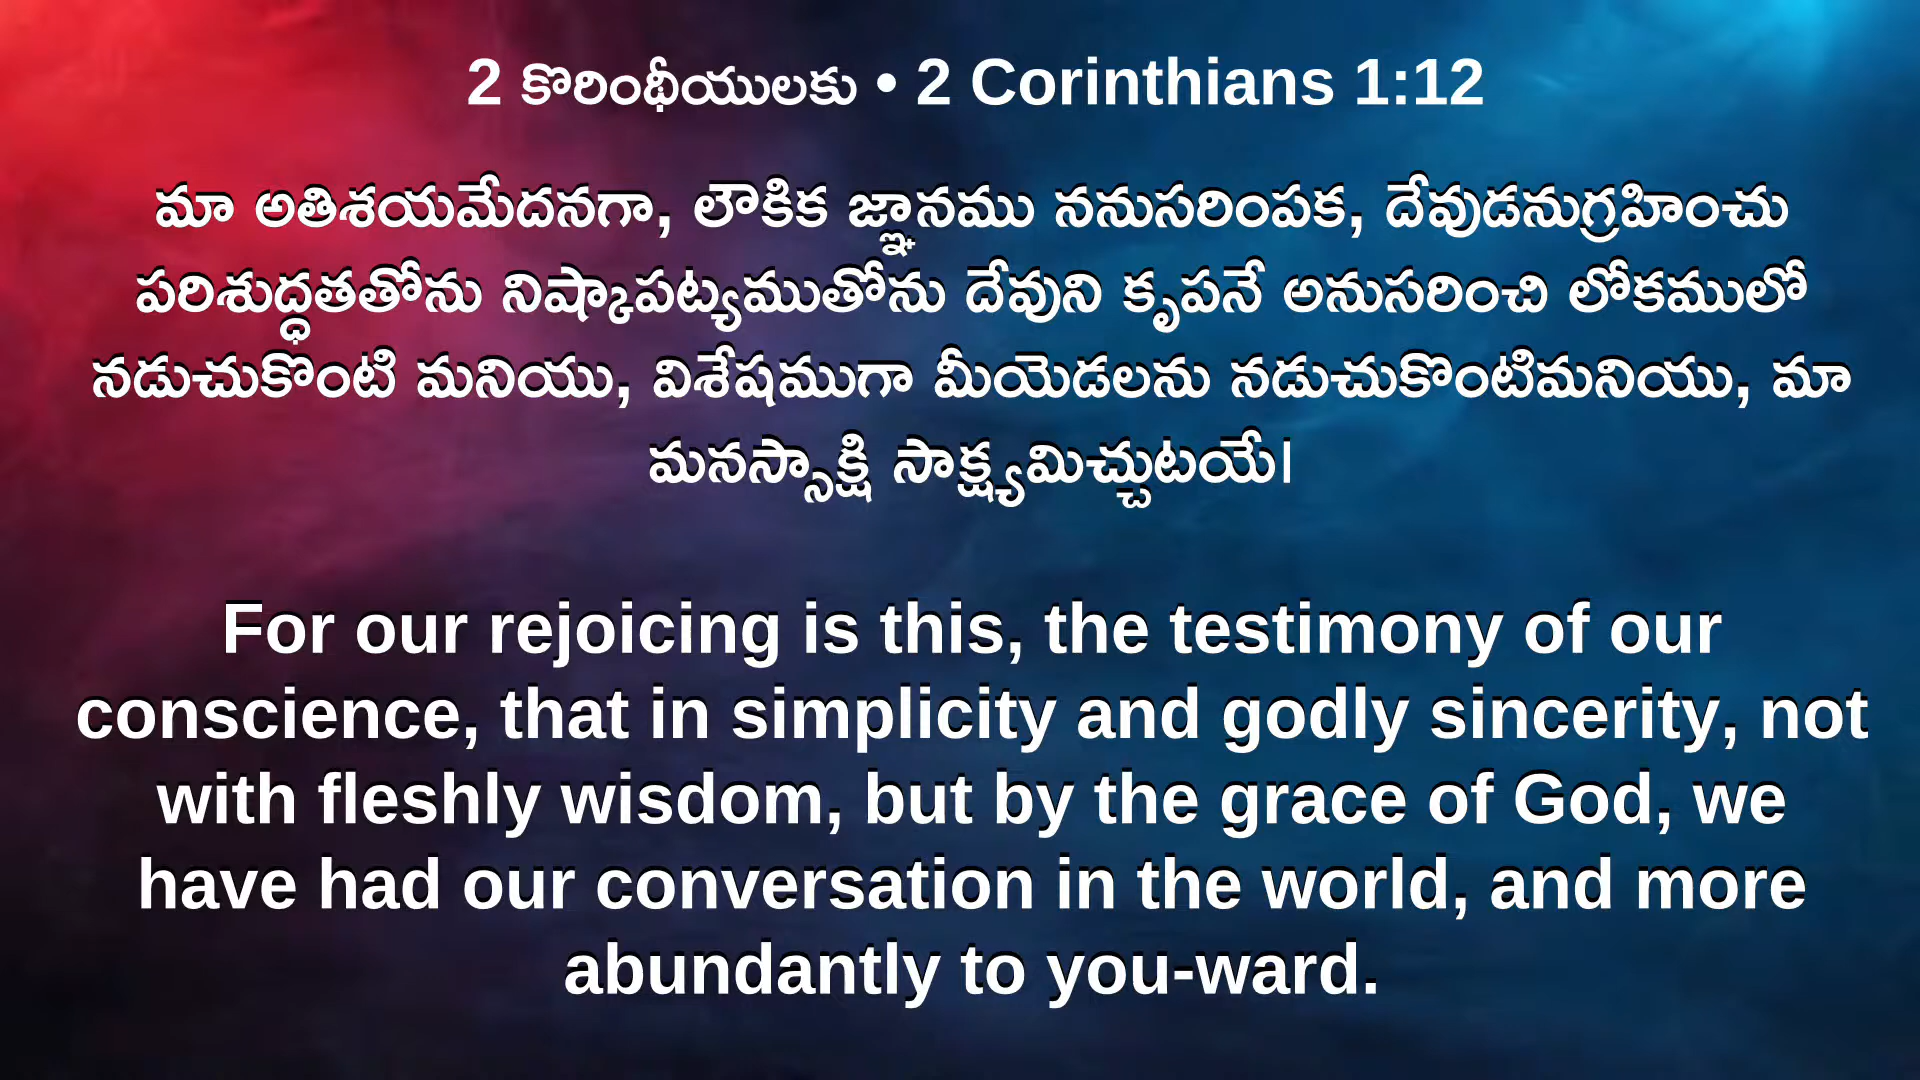 2 కొరింథీయులకు • 2 Corinthians 1:12
మా అతిశయమేదనగా, లౌకిక జ్ఞానము ననుసరింపక, దేవుడనుగ్రహించు
పరిశుద్ధతతోను నిష్కాపట్యముతోను దేవుని కృపనే అనుసరించి లోకములో
నడుచుకొంటి మనియు, విశేషముగా మీయెడలను నడుచుకొంటిమనియు, మా
మనస్సాక్షి సాక్ష్యమిచ్చుటయే।
For our rejoicing is this, the testimony of our
conscience, that in simplicity and godly sincerity, not
with fleshly wisdom, but by the grace of God, we
have had our conversation in the world, and more
abundantly to you-ward.